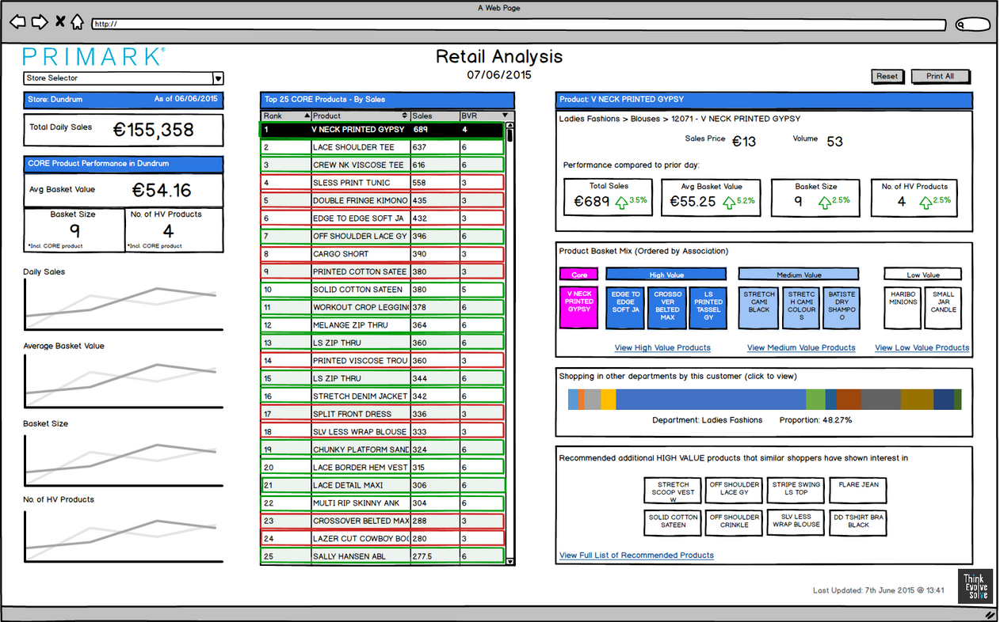 A Web Page
http://
PRIMARK®
Retail Analysis
07/06/2015
Store Selector
Reset
Print All
Store: Dundrum As of 06/06/2015
Total Daily Sales €155,358
CORE Product Performance in Dundrum
Avg Basket Value €54.16
Basket Size
9
*Incl. CORE product
No. of HV Products
4
*Incl. CORE product
Daily Sales
Average Basket Value
Basket Size
No. of HV Products
Top 25 CORE Products - By Sales
Rank Product Sales BVR
1 V NECK PRINTED GYPSY 689 4
2 LACE SHOULDER TEE 637 6
3 CREW NK VISCOSE TEE 616 6
4 SLESS PRINT TUNIC 558 3
5 DOUBLE FRINGE KIMONO 435 3
6 EDGE TO EDGE SOFT JA 432 3
7 OFF SHOULDER LACE GY 396 6
8 CARGO SHORT 390 3
9 PRINTED COTTON SATEE 380 3
10 SOLID COTTON SATEEN 380 5
11 WORKOUT CROP LEGGIN 378 6
12 MELANGE ZIP THRU 364 6
13 LS ZIP THRU 360 6
14 PRINTED VISCOSE TROU 360 3
15 LS ZIP THRU 344 6
16 STRETCH DENIM JACKET 342 6
17 SPLIT FRONT DRESS 336 3
18 SLV LESS WRAP BLOUSE 333 3
19 CHUNKY PLATFORM SAND 324 6
20 LACE BORDER HEM VEST 315 6
21 LACE DETAIL MAXI 306 6
22 MULTI RIP SKINNY ANK 304 6
23 CROSSOVER BELTED MAX 288 3
24 LAZER CUT COWBOY BO 280 3
25 SALLY HANSEN ABL 277.5 6
Product: V NECK PRINTED GYPSY
Ladies Fashions > Blouses > 12071 - V NECK PRINTED GYPSY
Sales Price €13 Volume 53
Performance compared to prior day:
Total Sales
€689 3.5%
Avg Basket Value
€55.25 5.2%
Basket Size
9 2.5%
No. of HV Products
4 2.5%
Product Basket Mix (Ordered by Association)
Core
V NECK
PRINTED
GYPSY
High Value
EDGE TO
EDGE
SOFT JA
CROSSO
VER
BELTED
MAX
LS
PRINTED
TASSEL
GY
View High Value Products
Medium Value
STRETCH
CAMI
BLACK
STRETC
H CAMI
COLOUR
S
BATISTE
DRY
SHAMPO
O
View Medium Value Products
Low Value
HARIBO
MINIONS
SMALL
JAR
CANDLE
View Low Value Products
Shopping in other departments by this customer (click to view)
Department: Ladies Fashions Proportion: 48.27%
Recommended additional HIGH VALUE products that similar shoppers have shown interest in
STRETCH
SCOOP VEST
W
OFF SHOULDER
LACE GY
STRIPE SWING
LS TOP
FLARE JEAN
SOLID COTTON
SATEEN
OFF SHOULDER
CRINKLE
SLV LESS
WRAP BLOUSE
DD TSHIRT BRA
BLACK
View Full List of Recommended Products
Last Updated: 7th June 2015 @ 13:41
Think
Evolve
Solve